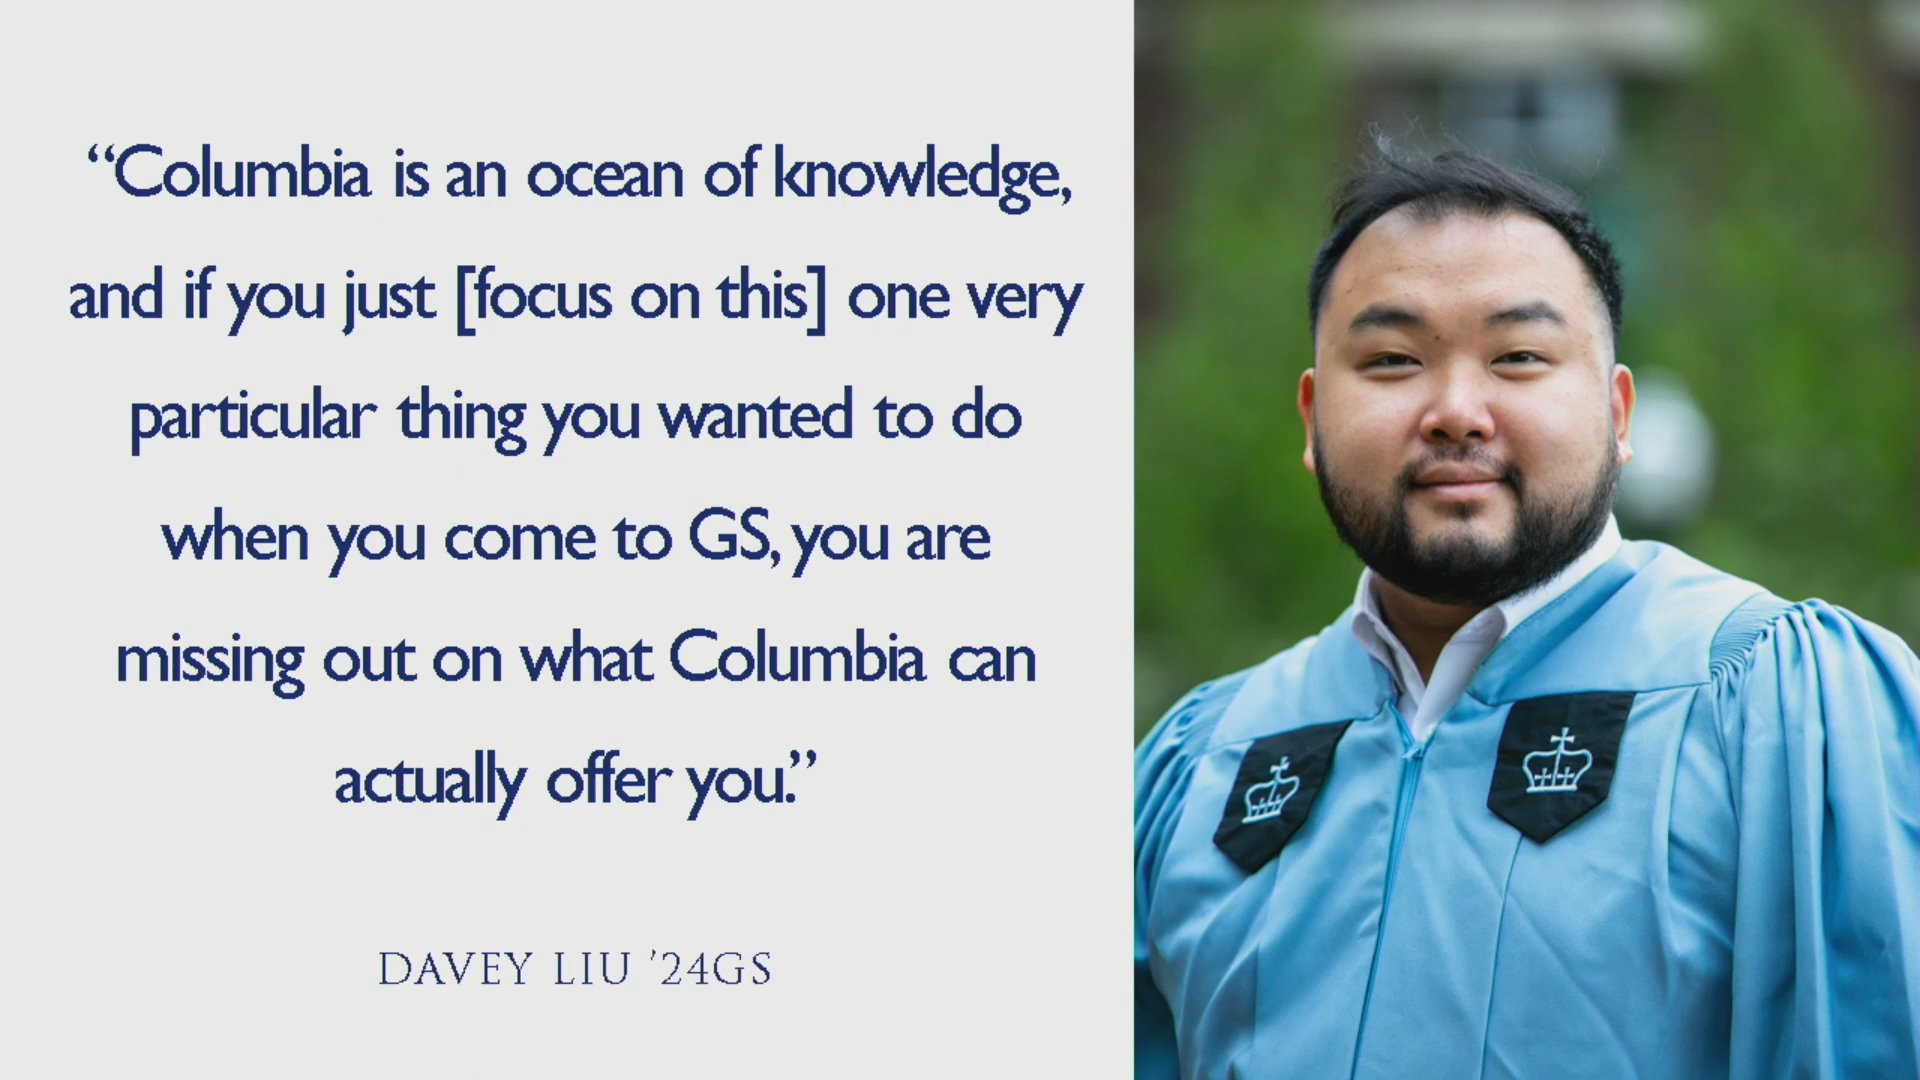 “Columbia is an ocean of knowledge,
and if you just [focus on this] one very
particular thing you wanted to do
when you come to GS, you are
missing out on what Columbia can
actually offer you.”
DAVEY LIU ’24GS